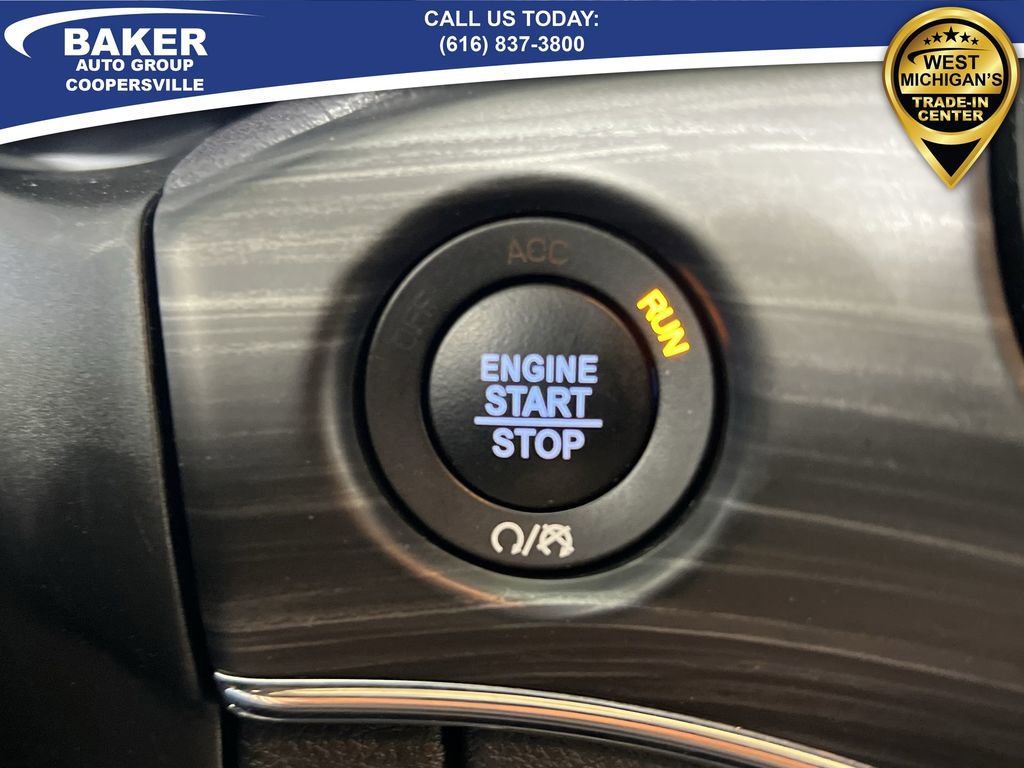 BAKER
AUTO GROUP
COOPERSVILLE
CALL US TODAY:
(616) 837-3800
WEST
MICHIGAN'S
TRADE-IN
CENTER
ACC
OFF
RUN
ENGINE
START
STOP